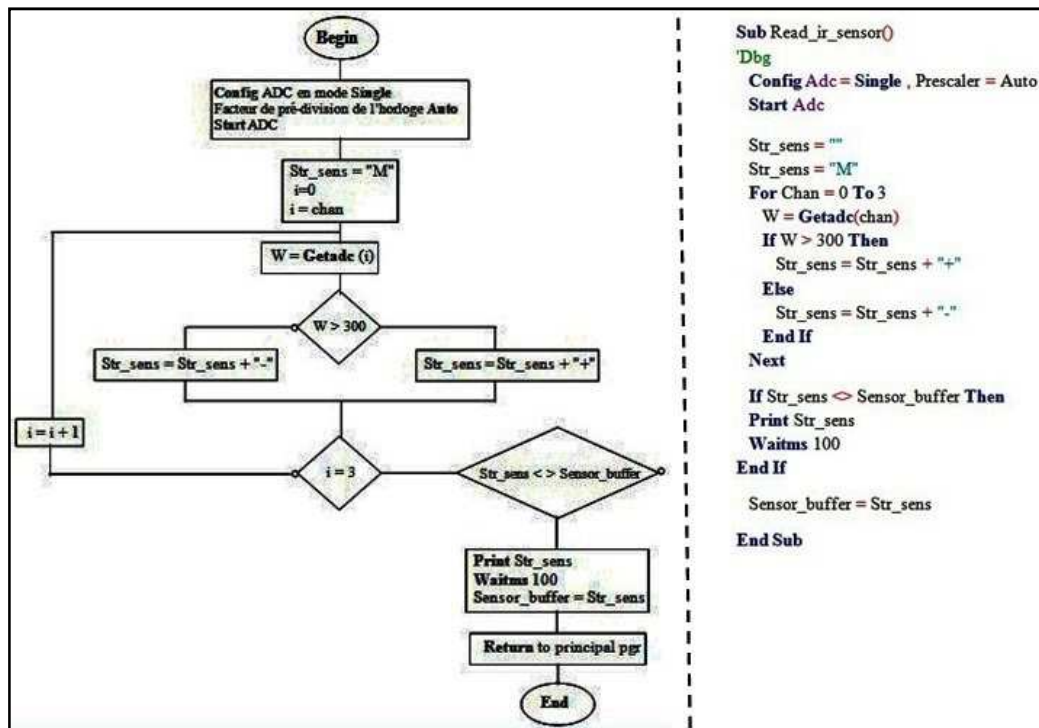 Begin
Config ADC en mode Single
Facteur de pré-division de l'horloge Auto
Start ADC
Str_sens = "M"
i=0
i = chan
W = Getadc (i)
W > 300
Str_sens = Str_sens + "-"
Str_sens = Str_sens + "+"
i = i + 1
i = 3
Str_sens < > Sensor_buffer
Print Str_sens
Waitms 100
Sensor_buffer = Str_sens
Return to principal pgr
End
Sub Read_ir_sensor()
'Dbg
Config Adc = Single , Prescaler = Auto
Start Adc
Str_sens = ""
Str_sens = "M"
For Chan = 0 To 3
W = Getadc(chan)
If W > 300 Then
Str_sens = Str_sens + "+"
Else
Str_sens = Str_sens + "-"
End If
Next
If Str_sens <> Sensor_buffer Then
Print Str_sens
Waitms 100
End If
Sensor_buffer = Str_sens
End Sub